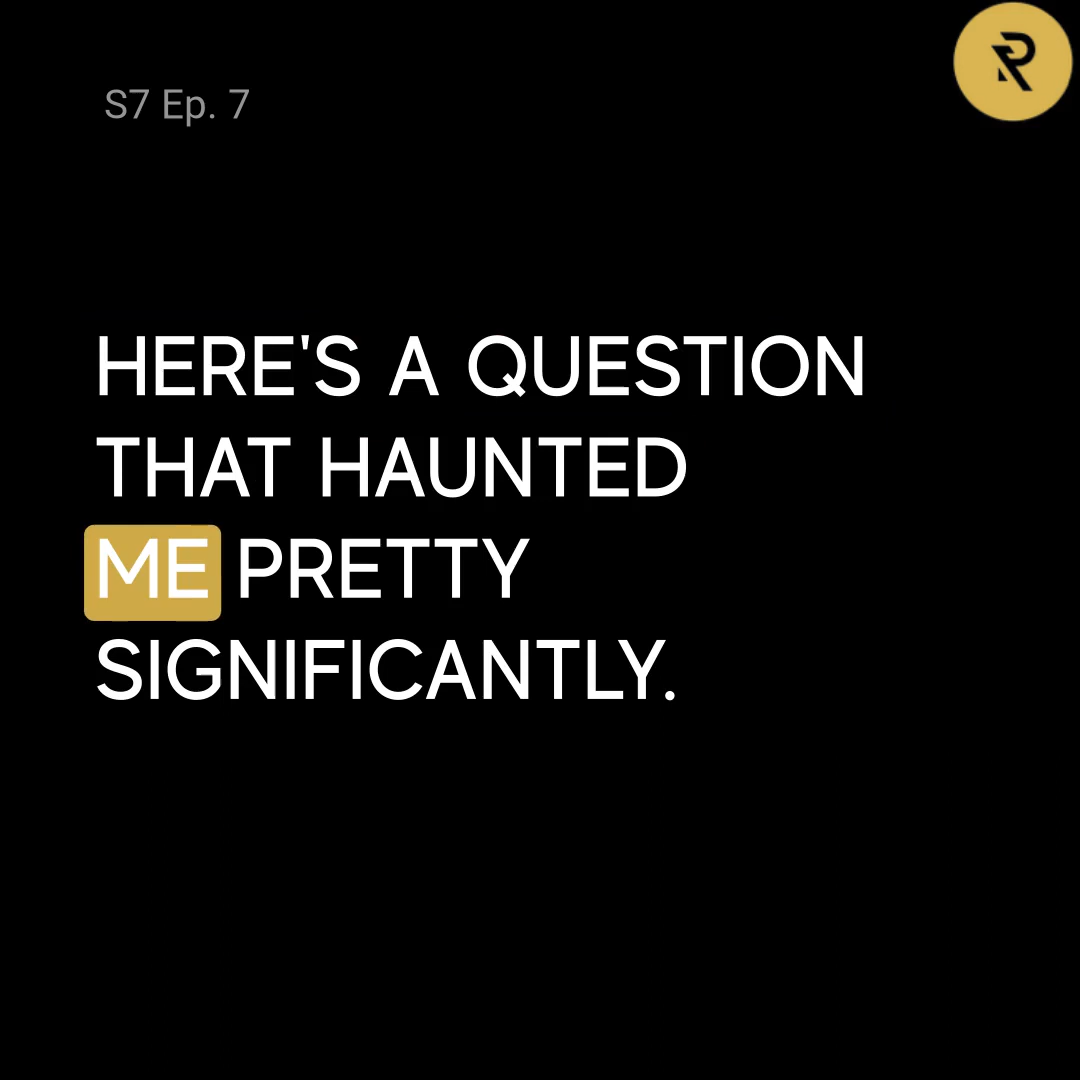 S7 Ep. 7
HERE'S A QUESTION
THAT HAUNTED
ME PRETTY
SIGNIFICANTLY.